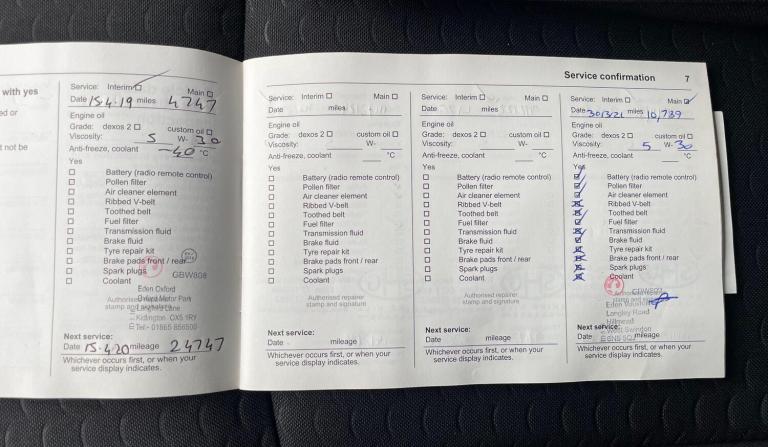 with yes
ed or
t not be
Service: Interim Main
Date 15.4.19 miles 4747
Engine oil
Grade: dexos 2 custom oil
Viscosity: 5 W- 30
Anti-freeze, coolant -40 °C
Yes
Battery (radio remote control)
Pollen filter
Air cleaner element
Ribbed V-belt
Toothed belt
Fuel filter
Transmission fluid
Brake fluid
Tyre repair kit
Brake pads front / rear
Spark plugs
Coolant
GBW808
Eden Oxford
Oxford Motor Park
Langford Lane
Kidlington OX5 1RY
Next service:
Date 15.4.20 mileage 24747
Whichever occurs first, or when your
service display indicates.
Service confirmation 7
Service: Interim Main
Date miles
Engine oil
Grade: dexos 2 custom oil
Viscosity: W-
Anti-freeze, coolant °C
Yes
Battery (radio remote control)
Pollen filter
Air cleaner element
Ribbed V-belt
Toothed belt
Fuel filter
Transmission fluid
Brake fluid
Tyre repair kit
Brake pads front / rear
Spark plugs
Coolant
Authorised repairer
stamp and signature
Next service:
Date mileage
Whichever occurs first, or when your
service display indicates.
Service: Interim Main
Date miles
Engine oil
Grade: dexos 2 custom oil
Viscosity: W-
Anti-freeze, coolant °C
Yes
Battery (radio remote control)
Pollen filter
Air cleaner element
Ribbed V-belt
Toothed belt
Fuel filter
Transmission fluid
Brake fluid
Tyre repair kit
Brake pads front / rear
Spark plugs
Coolant
Authorised repairer
stamp and signature
Next service:
Date mileage
Whichever occurs first, or when your
service display indicates.
Service: Interim Main
Date 30/3/21 miles 10,739
Engine oil
Grade: dexos 2 custom oil
Viscosity: 5 W- 30
Anti-freeze, coolant °C
Yes
Battery (radio remote control)
Pollen filter
Air cleaner element
Ribbed V-belt
Toothed belt
Fuel filter
Transmission fluid
Brake fluid
Tyre repair kit
Brake pads front / rear
Spark plugs
Coolant
Langley Road
Hillmead
West Swindon
Next service:
Date mileage
Whichever occurs first, or when your
service display indicates.